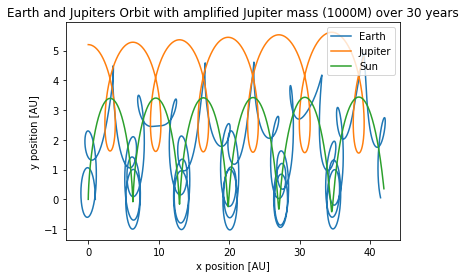 Earth and Jupiters Orbit with amplified Jupiter mass (1000M) over 30 years
Earth
Jupiter
Sun
y position [AU]
5
4
3
2
1
0
−1
0
10
20
30
40
x position [AU]